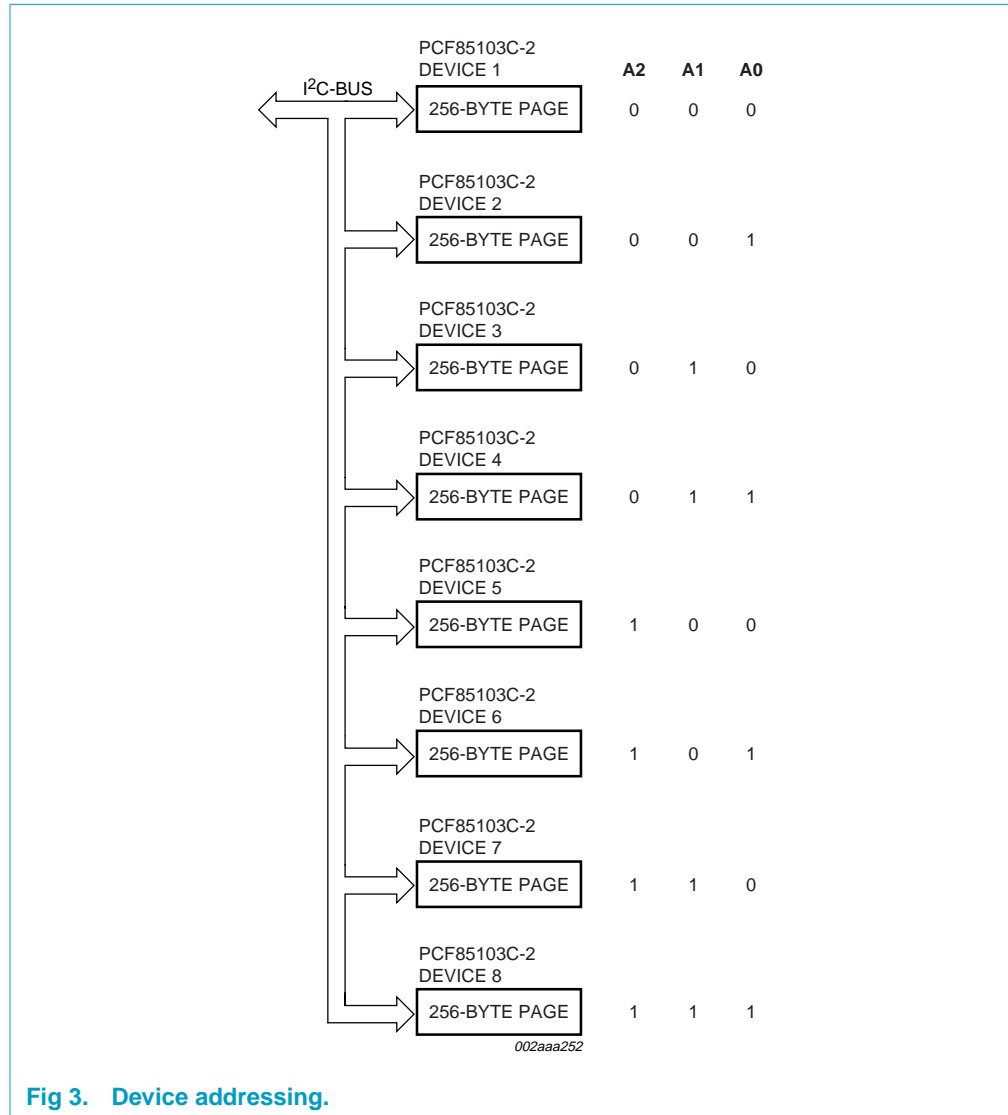 PCF85103C-2
DEVICE 1 A2 A1 A0
I2C-BUS
256-BYTE PAGE 0 0 0
PCF85103C-2
DEVICE 2
256-BYTE PAGE 0 0 1
PCF85103C-2
DEVICE 3
256-BYTE PAGE 0 1 0
PCF85103C-2
DEVICE 4
256-BYTE PAGE 0 1 1
PCF85103C-2
DEVICE 5
256-BYTE PAGE 1 0 0
PCF85103C-2
DEVICE 6
256-BYTE PAGE 1 0 1
PCF85103C-2
DEVICE 7
256-BYTE PAGE 1 1 0
PCF85103C-2
DEVICE 8
256-BYTE PAGE 1 1 1
002aaa252
Fig 3. Device addressing.